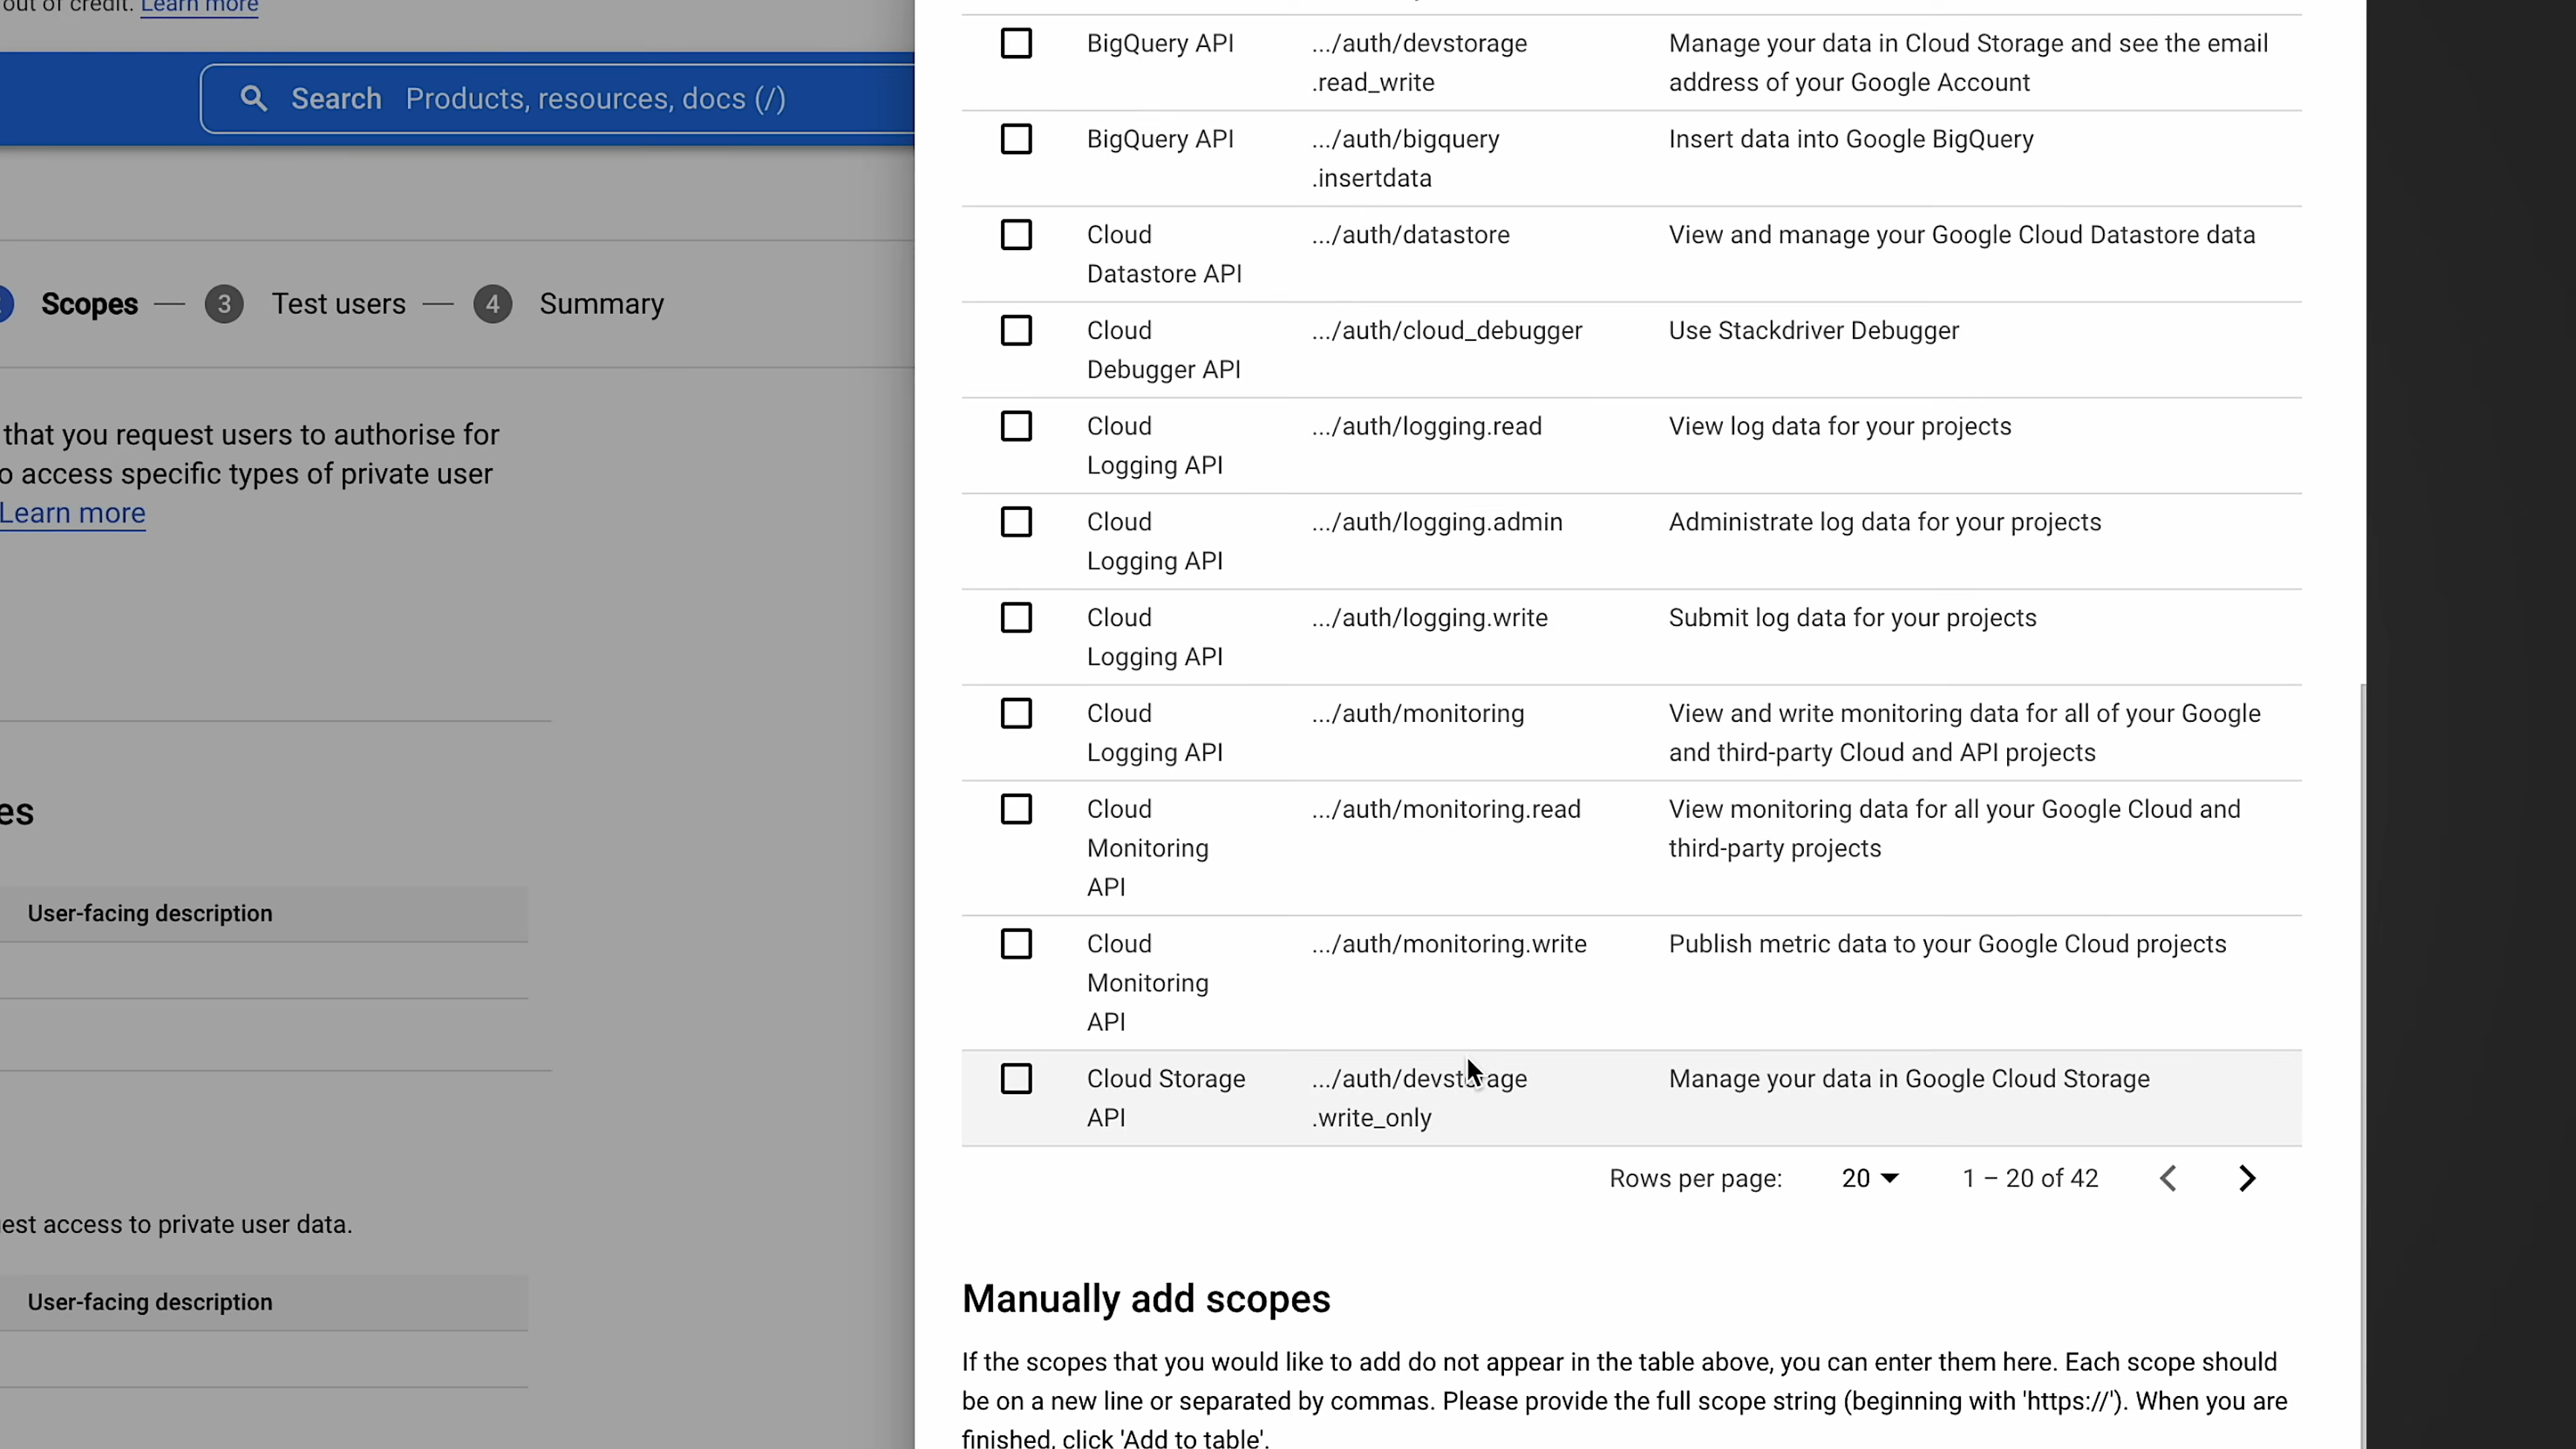 out of credit. Learn more
Search Products, resources, docs (/)
Scopes — 3 Test users — 4 Summary
that you request users to authorise for
o access specific types of private user
Learn more
es
User-facing description
est access to private user data.
User-facing description
BigQuery API .../auth/devstorage Manage your data in Cloud Storage and see the email
.read_write address of your Google Account
BigQuery API .../auth/bigquery Insert data into Google BigQuery
.insertdata
Cloud .../auth/datastore View and manage your Google Cloud Datastore data
Datastore API
Cloud .../auth/cloud_debugger Use Stackdriver Debugger
Debugger API
Cloud .../auth/logging.read View log data for your projects
Logging API
Cloud .../auth/logging.admin Administrate log data for your projects
Logging API
Cloud .../auth/logging.write Submit log data for your projects
Logging API
Cloud .../auth/monitoring View and write monitoring data for all of your Google
Logging API and third-party Cloud and API projects
Cloud .../auth/monitoring.read View monitoring data for all your Google Cloud and
Monitoring third-party projects
API
Cloud .../auth/monitoring.write Publish metric data to your Google Cloud projects
Monitoring
API
Cloud Storage .../auth/devstorage Manage your data in Google Cloud Storage
API .write_only
Rows per page: 20 1 – 20 of 42
Manually add scopes
If the scopes that you would like to add do not appear in the table above, you can enter them here. Each scope should
be on a new line or separated by commas. Please provide the full scope string (beginning with 'https://'). When you are
finished, click 'Add to table'.